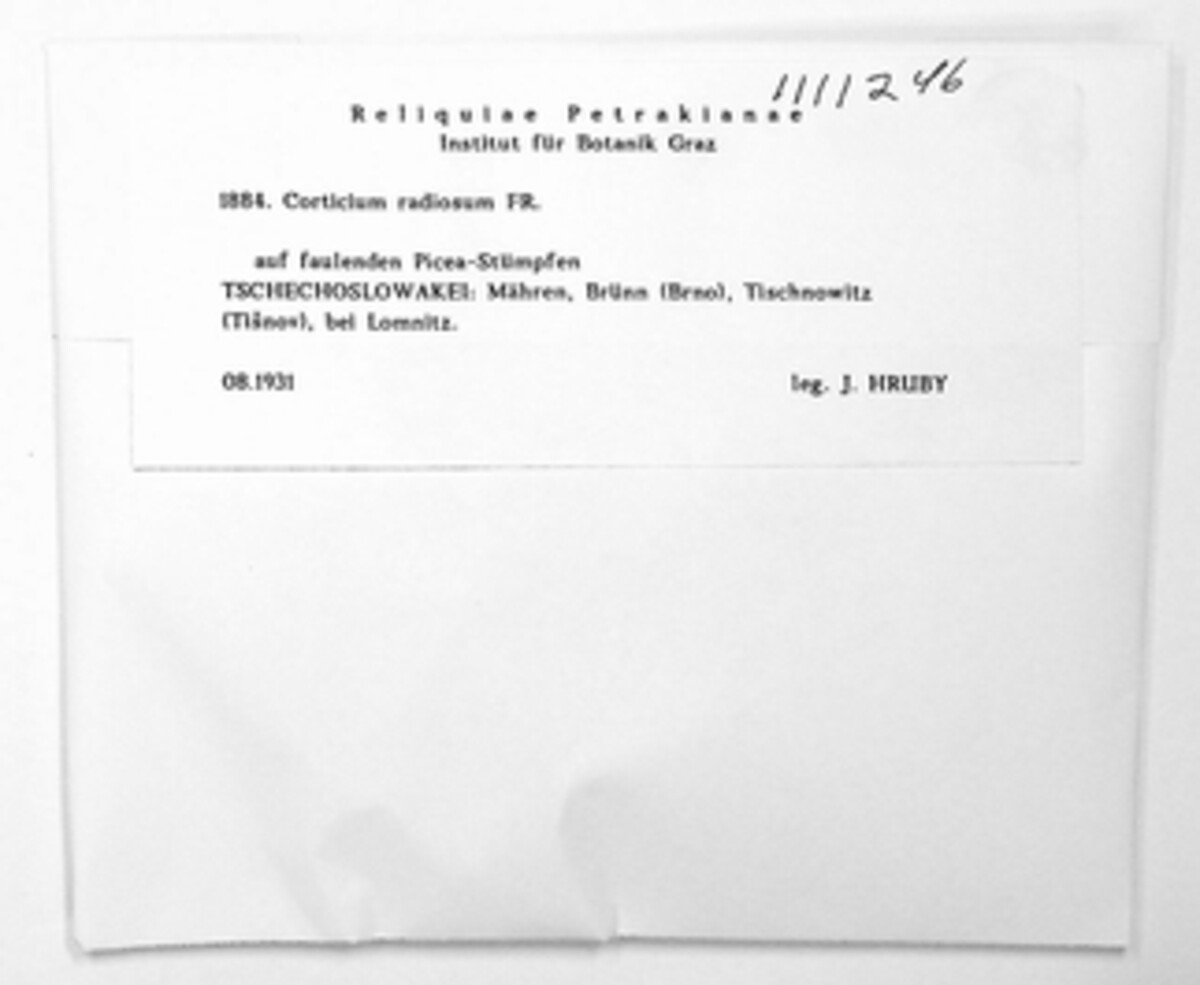 1111246
Reliquiae Petrakianae
Institut für Botanik Graz
1884. Corticium radiosum FR.
auf faulenden Picea-Stümpfen
TSCHECHOSLOWAKEI: Mähren, Brünn (Brno), Tischnowitz
(Tišnov), bei Lomnitz.
08.1931
leg. J. HRUBY